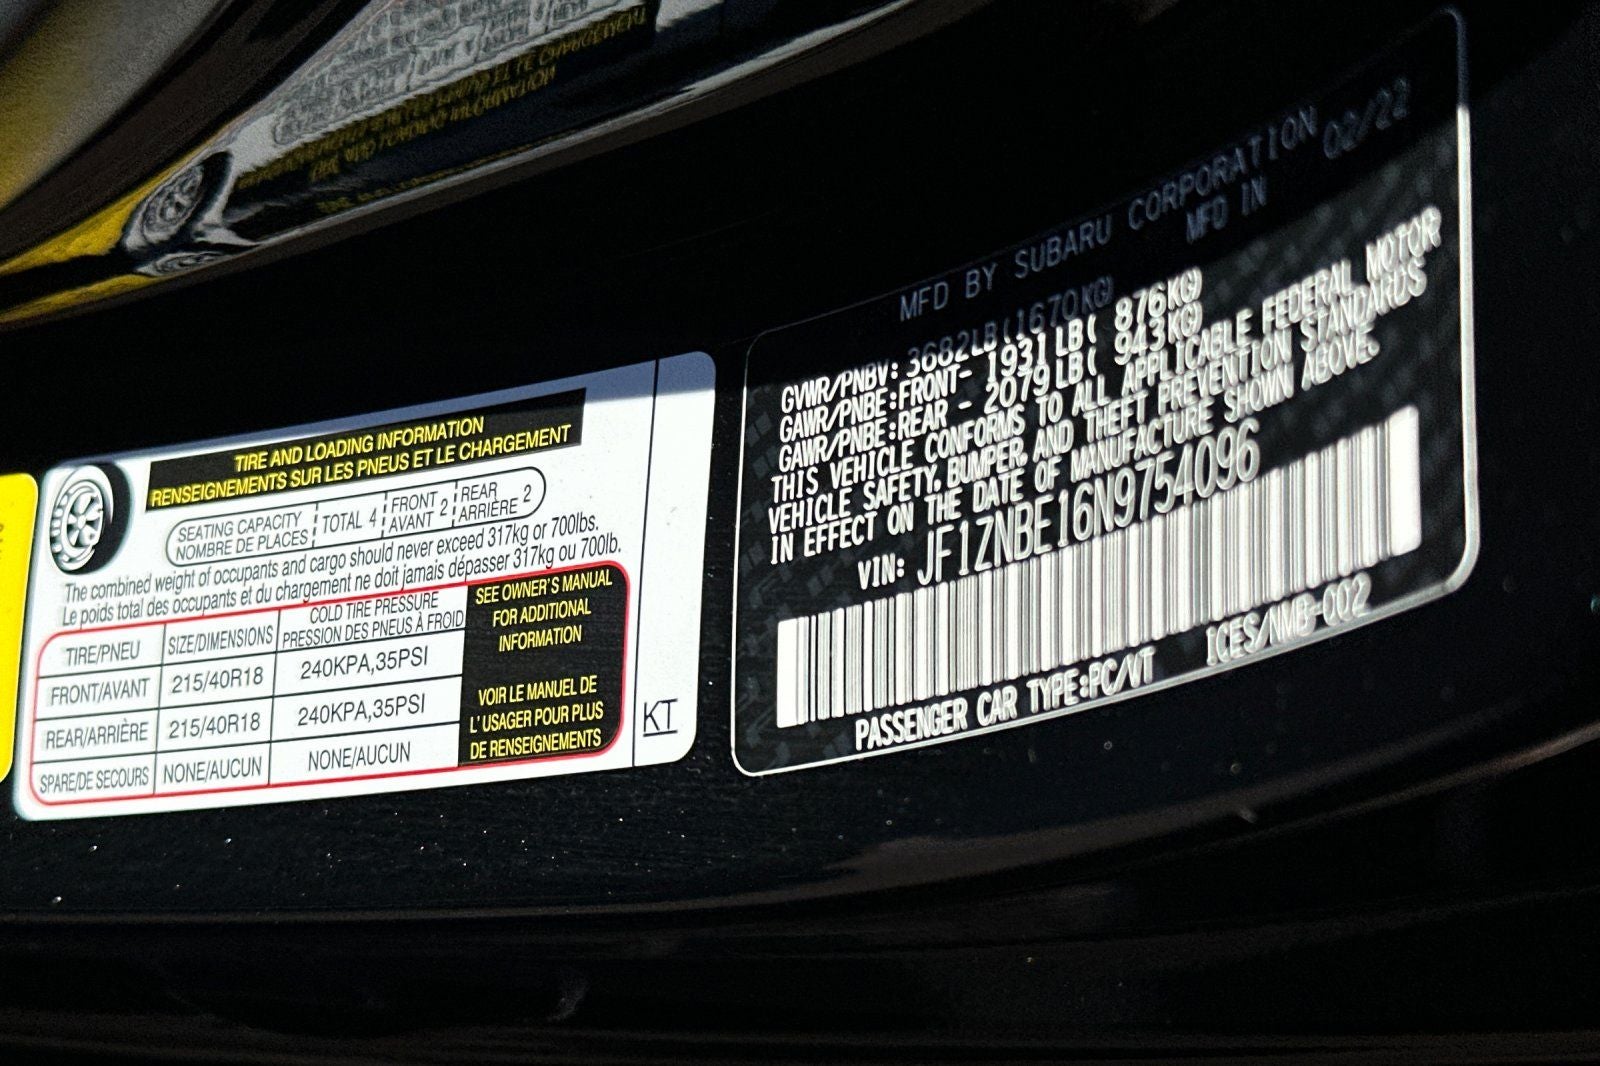 TIRE AND LOADING INFORMATION
RENSEIGNEMENTS SUR LES PNEUS ET LE CHARGEMENT
SEATING CAPACITY
NOMBRE DE PLACES
TOTAL 4
FRONT
AVANT 2
REAR
ARRIÈRE 2
The combined weight of occupants and cargo should never exceed 317kg or 700lbs.
Le poids total des occupants et du chargement ne doit jamais dépasser 317kg ou 700lb.
TIRE/PNEU
SIZE/DIMENSIONS
COLD TIRE PRESSURE
PRESSION DES PNEUS À FROID
FRONT/AVANT 215/40R18 240KPA,35PSI
REAR/ARRIÈRE 215/40R18 240KPA,35PSI
SPARE/DE SECOURS NONE/AUCUN NONE/AUCUN
SEE OWNER'S MANUAL
FOR ADDITIONAL
INFORMATION
VOIR LE MANUEL DE
L'USAGER POUR PLUS
DE RENSEIGNEMENTS
KT
MFD BY SUBARU CORPORATION
MFD IN 02/22
GVWR/PNBV: 3682LB(1670KG)
GAWR/PNBE:FRONT- 1931LB( 876KG)
GAWR/PNBE:REAR - 2079LB( 943KG)
THIS VEHICLE CONFORMS TO ALL APPLICABLE FEDERAL MOTOR
VEHICLE SAFETY, BUMPER, AND THEFT PREVENTION STANDARDS
IN EFFECT ON THE DATE OF MANUFACTURE SHOWN ABOVE.
VIN: JF1ZNBE16N9754096
PASSENGER CAR TYPE:PC/VT ICES/NMB-002